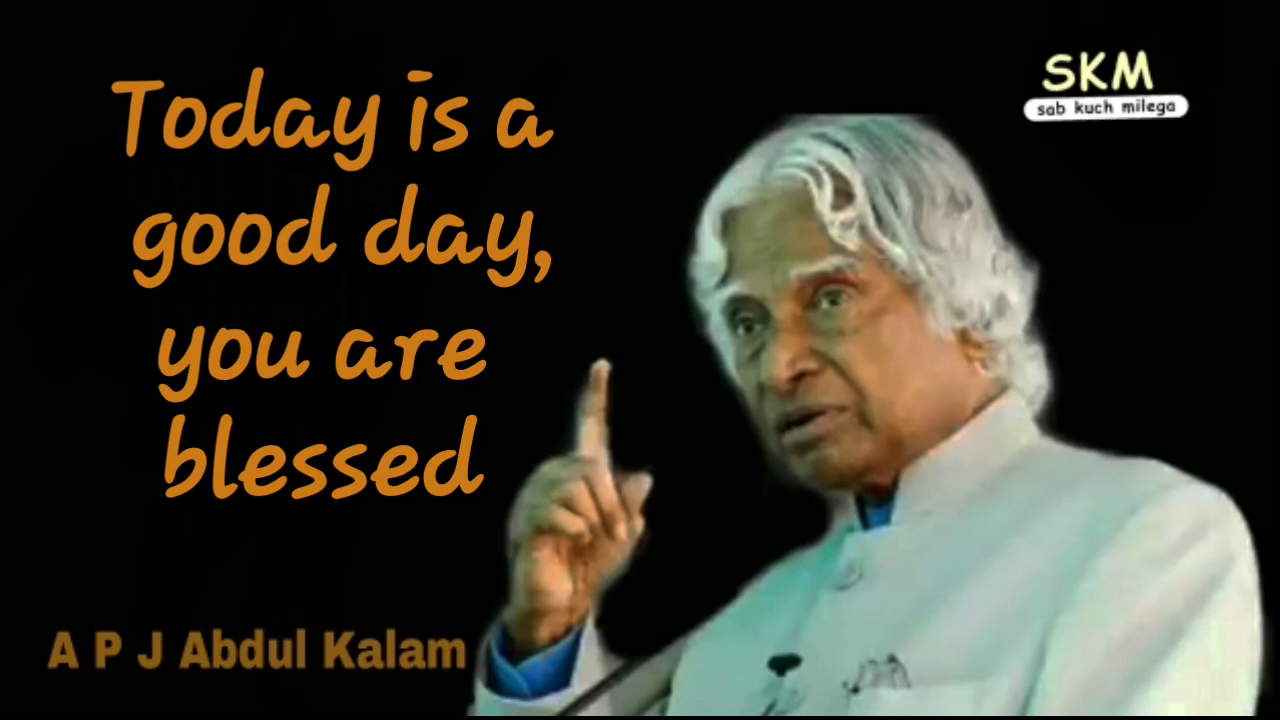 Today is a
good day,
you are
blessed
A P J Abdul Kalam
SKM
sab kuch milega